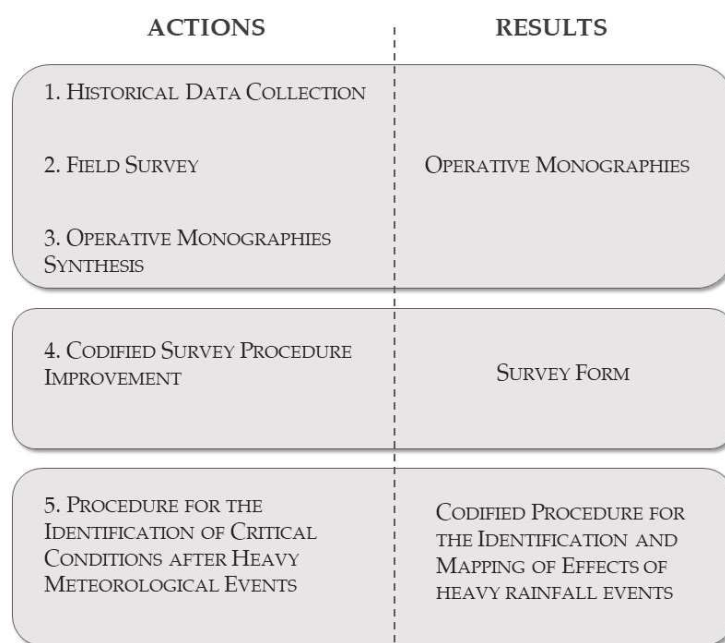 ACTIONS
RESULTS
1. HISTORICAL DATA COLLECTION
2. FIELD SURVEY
3. OPERATIVE MONOGRAPHIES
SYNTHESIS
OPERATIVE MONOGRAPHIES
4. CODIFIED SURVEY PROCEDURE
IMPROVEMENT
SURVEY FORM
5. PROCEDURE FOR THE
IDENTIFICATION OF CRITICAL
CONDITIONS AFTER HEAVY
METEOROLOGICAL EVENTS
CODIFIED PROCEDURE FOR
THE IDENTIFICATION AND
MAPPING OF EFFECTS OF
HEAVY RAINFALL EVENTS